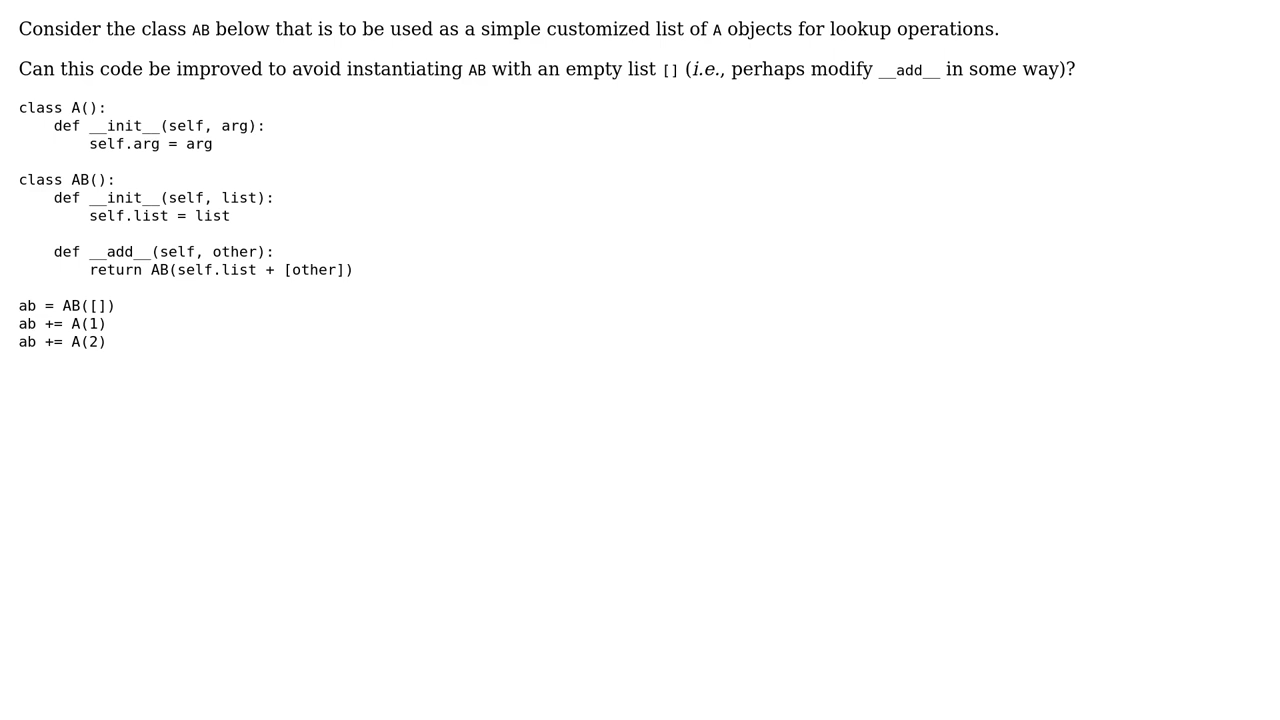 Consider the class AB below that is to be used as a simple customized list of A objects for lookup operations.
Can this code be improved to avoid instantiating AB with an empty list [] (i.e., perhaps modify __add__ in some way)?
class A():
    def __init__(self, arg):
        self.arg = arg
class AB():
    def __init__(self, list):
        self.list = list
    def __add__(self, other):
        return AB(self.list + [other])
ab = AB([])
ab += A(1)
ab += A(2)